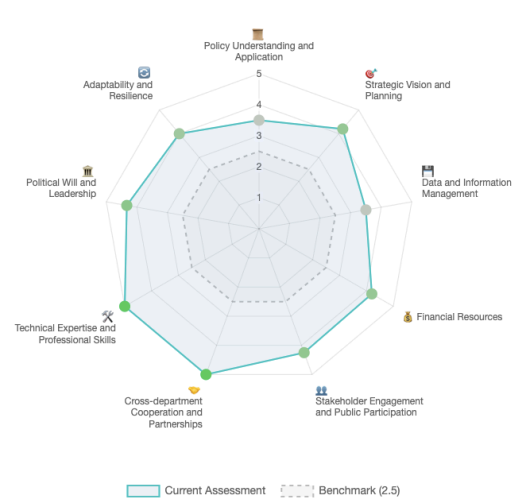 Policy Understanding and
Application
Adaptability and
Resilience
Strategic Vision and
Planning
5
4
3
2
1
Political Will and
Leadership
Data and Information
Management
Financial Resources
Technical Expertise and
Professional Skills
Cross-department
Cooperation and
Partnerships
Stakeholder Engagement
and Public Participation
Current Assessment
Benchmark (2.5)